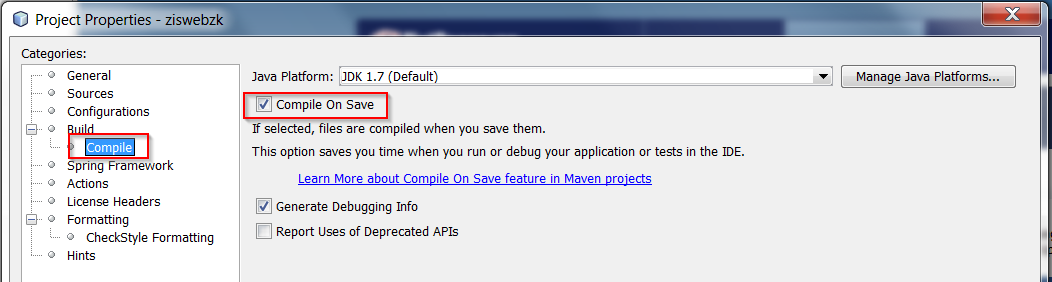 Project Properties - ziswebzk
Categories:
General
Sources
Configurations
Build
Compile
Spring Framework
Actions
License Headers
Formatting
CheckStyle Formatting
Hints
Java Platform: JDK 1.7 (Default) Manage Java Platforms...
Compile On Save
If selected, files are compiled when you save them.
This option saves you time when you run or debug your application or tests in the IDE.
Learn More about Compile On Save feature in Maven projects
Generate Debugging Info
Report Uses of Deprecated APIs